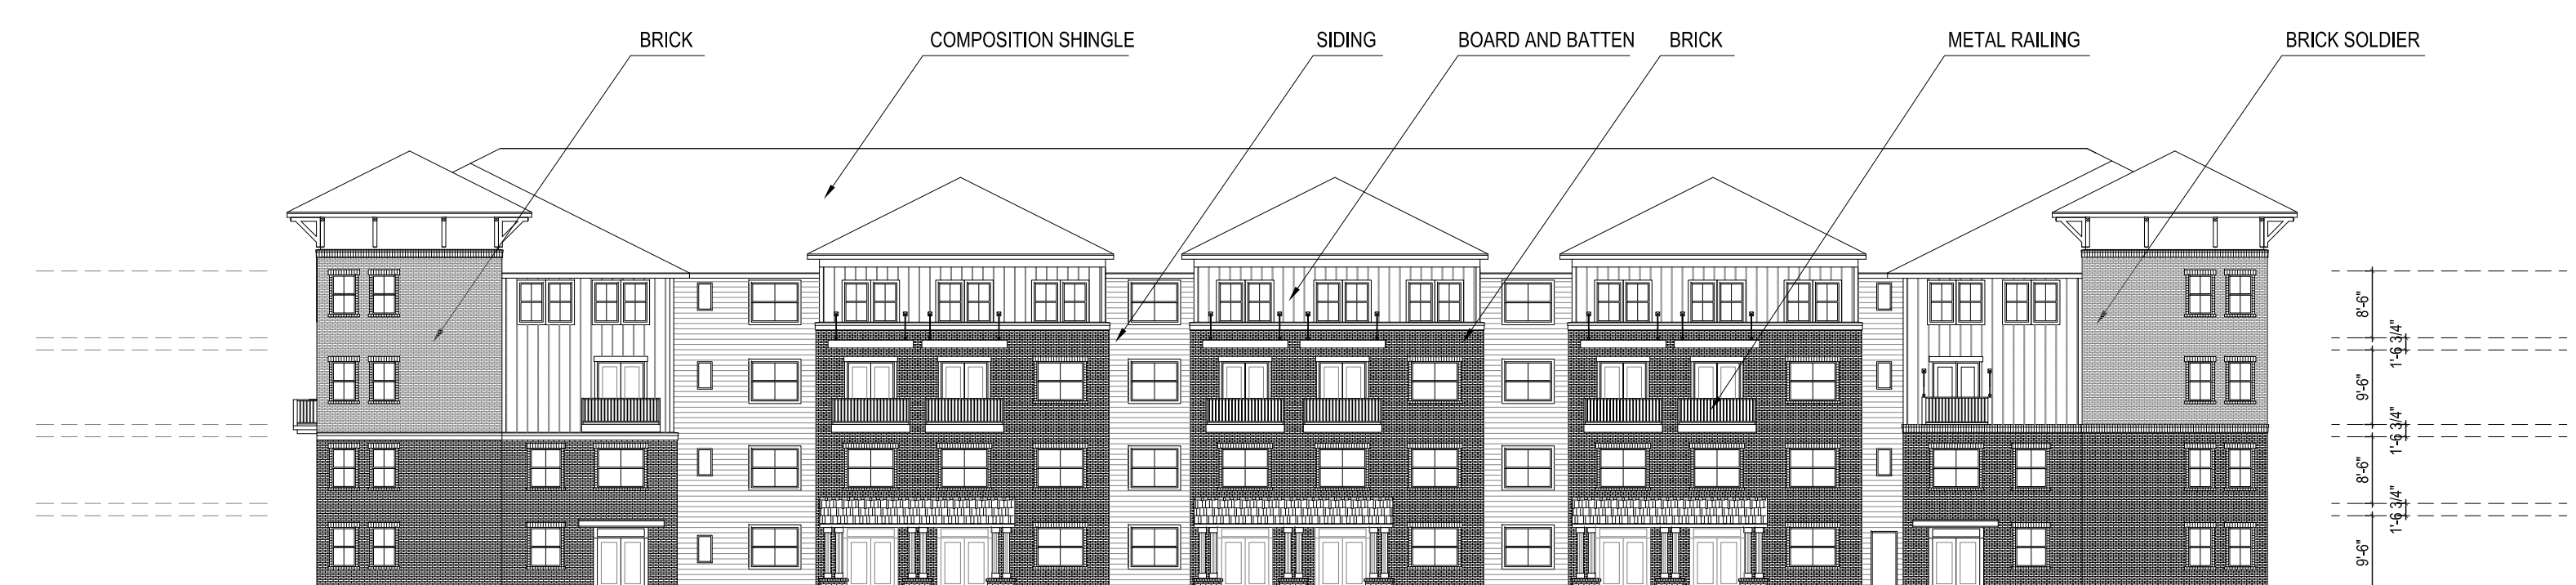 BRICK
COMPOSITION SHINGLE
SIDING
BOARD AND BATTEN
BRICK
METAL RAILING
BRICK SOLDIER
8'-6"
1'-6 3/4"
9'-6"
1'-6 3/4"
8'-6"
1'-6 3/4"
9'-6"